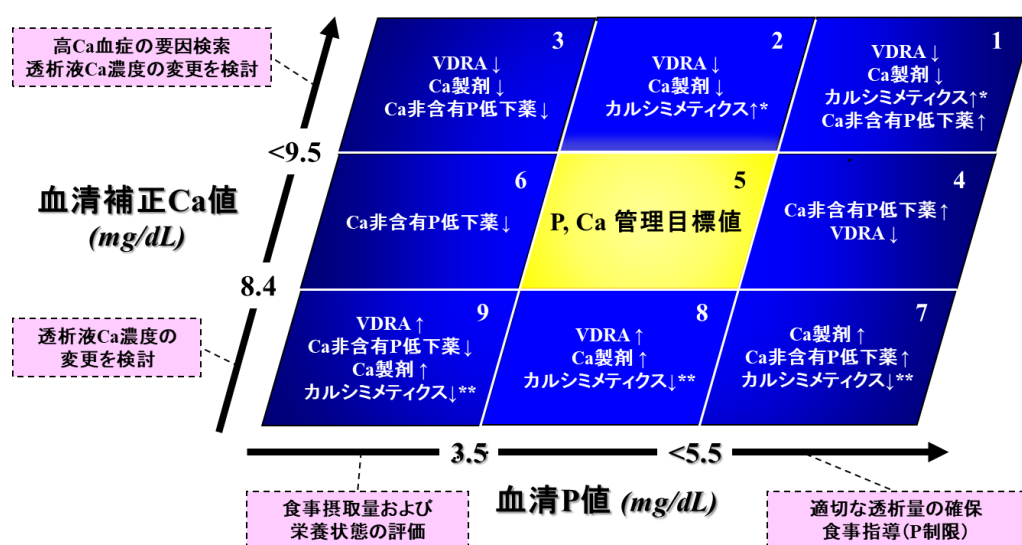 高Ca血症の要因検索
透析液Ca濃度の変更を検討
3
VDRA↓
Ca製剤↓
Ca非含有P低下薬↓
2
VDRA↓
Ca製剤↓
カルシミメティクス↑*
1
VDRA↓
Ca製剤↓
カルシミメティクス↑*
Ca非含有P低下薬↑
<9.5
血清補正Ca値
(mg/dL)
6
Ca非含有P低下薬↓
5
P, Ca 管理目標値
4
Ca非含有P低下薬↑
VDRA↓
8.4
透析液Ca濃度の
変更を検討
9
VDRA↑
Ca非含有P低下薬↓
Ca製剤↑
カルシミメティクス↓**
8
VDRA↑
Ca製剤↑
カルシミメティクス↓**
7
Ca製剤↑
Ca非含有P低下薬↑
カルシミメティクス↓**
3.5
<5.5
食事摂取量および
栄養状態の評価
血清P値 (mg/dL)
適切な透析量の確保
食事指導(P制限)